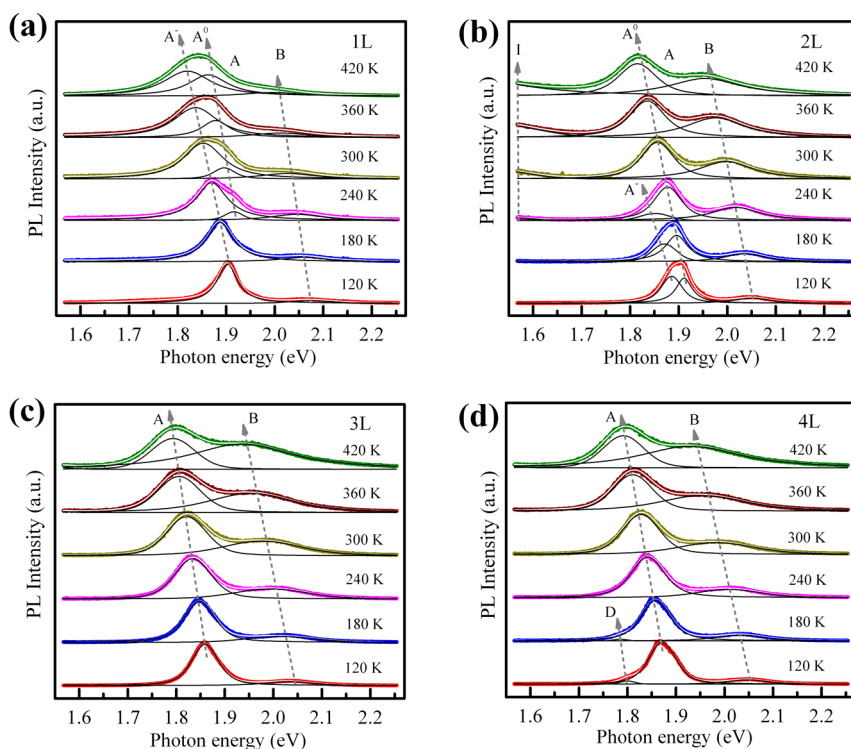 (a)
A⁻ A⁰
A B 1L
420 K
360 K
300 K
240 K
180 K
120 K
1.6 1.7 1.8 1.9 2.0 2.1 2.2
Photon energy (eV)
PL Intensity (a.u.)
(b)
I A⁰ A B 2L
420 K
360 K
300 K
A⁻ 240 K
180 K
120 K
1.6 1.7 1.8 1.9 2.0 2.1 2.2
Photon energy (eV)
PL Intensity (a.u.)
(c)
A B 3L
420 K
360 K
300 K
240 K
180 K
120 K
1.6 1.7 1.8 1.9 2.0 2.1 2.2
Photon energy (eV)
PL Intensity (a.u.)
(d)
A B 4L
420 K
360 K
300 K
240 K
D 180 K
120 K
1.6 1.7 1.8 1.9 2.0 2.1 2.2
Photon energy (eV)
PL Intensity (a.u.)